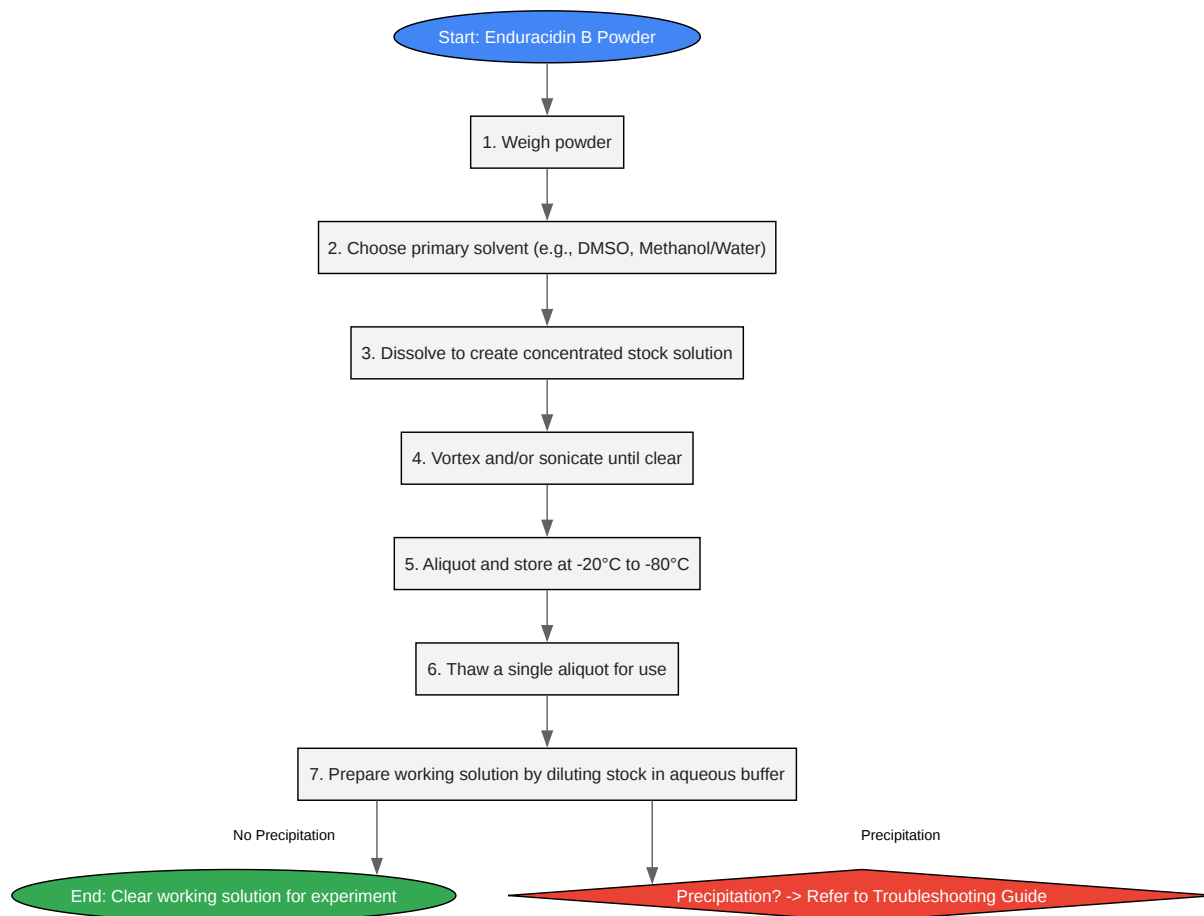 Start: Enduracidin B Powder
1. Weigh powder
2. Choose primary solvent (e.g., DMSO, Methanol/Water)
3. Dissolve to create concentrated stock solution
4. Vortex and/or sonicate until clear
5. Aliquot and store at -20°C to -80°C
6. Thaw a single aliquot for use
7. Prepare working solution by diluting stock in aqueous buffer
No Precipitation
Precipitation
End: Clear working solution for experiment
Precipitation? -> Refer to Troubleshooting Guide